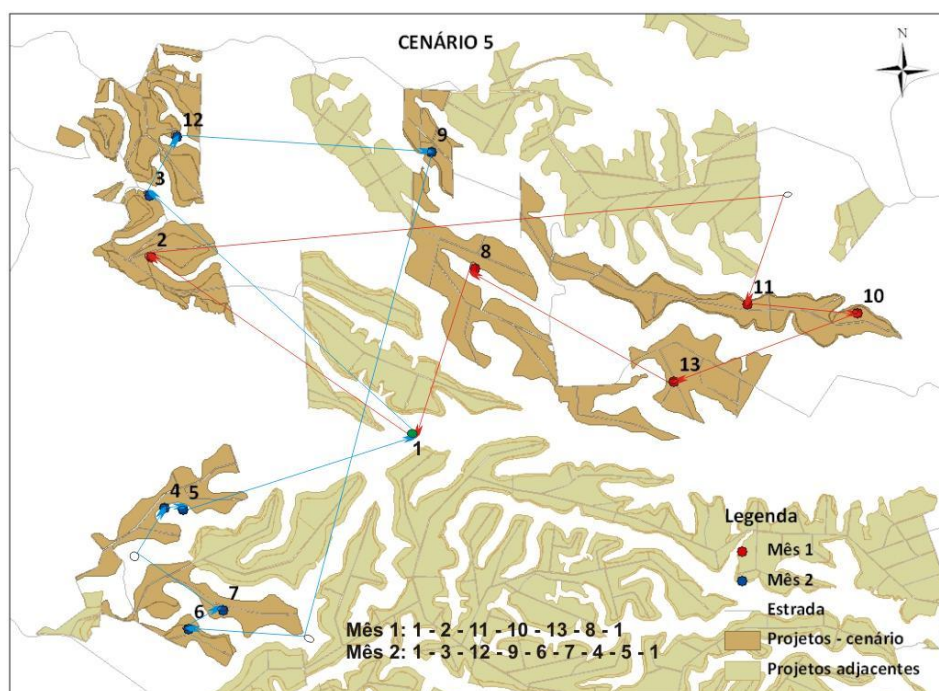 CENÁRIO 5
N
12
9
3
2
8
11
10
13
1
4 5
7
6
Legenda
Mês 1
Mês 2
Estrada
Projetos - cenário
Projetos adjacentes
Mês 1: 1 - 2 - 11 - 10 - 13 - 8 - 1
Mês 2: 1 - 3 - 12 - 9 - 6 - 7 - 4 - 5 - 1